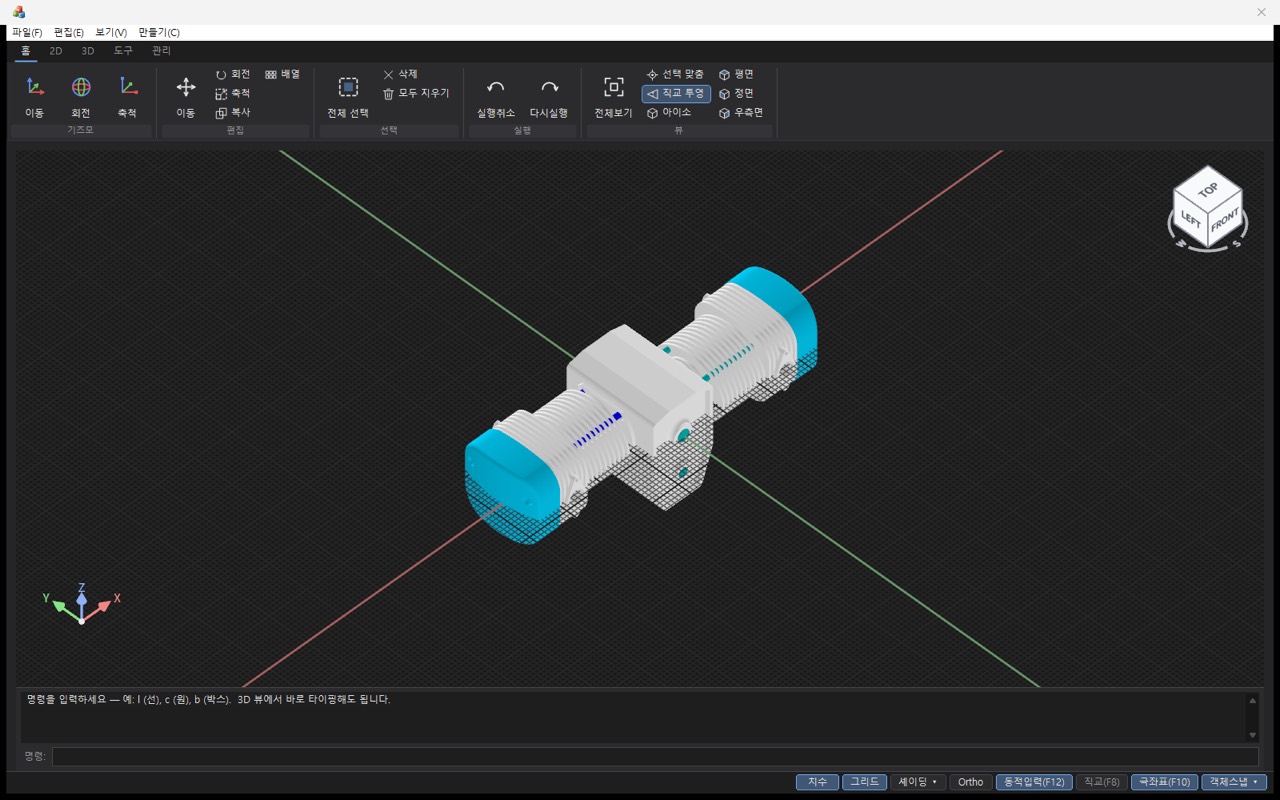 파일(F) 편집(E) 보기(V) 만들기(C)
홈 2D 3D 도구 관리
이동 회전 축척
기즈모
이동 회전 배열
축척
복사
편집
전체 선택 삭제
모두 지우기
선택
실행취소 다시실행
실행
전체보기 선택 맞춤 평면
직교 투영 정면
아이소 우측면
뷰
TOP
LEFT FRONT
W S
Z
Y X
명령을 입력하세요 — 예: l (선), c (원), b (박스). 3D 뷰에서 바로 타이핑해도 됩니다.
명령:
치수 그리드 셰이딩 Ortho 동적입력(F12) 직교(F8) 극좌표(F10) 객체스냅